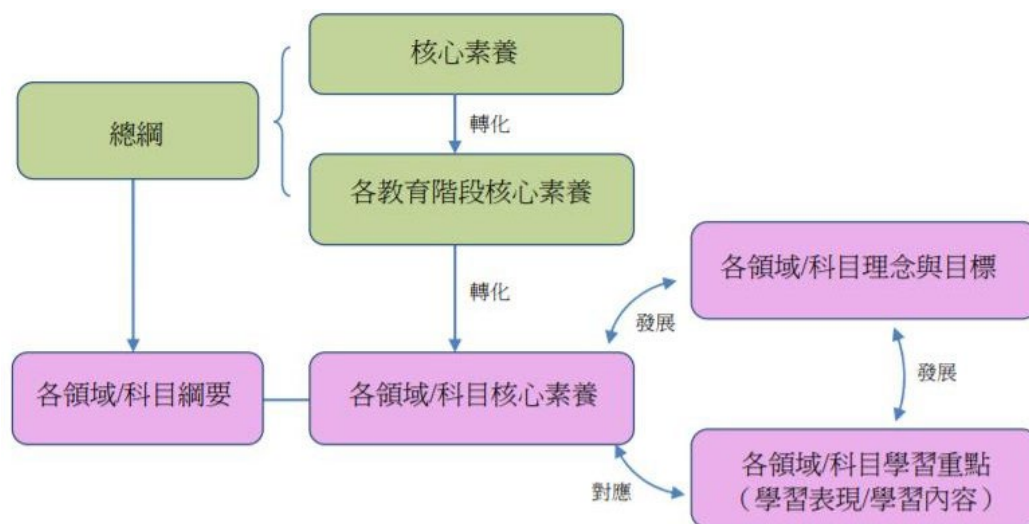 核心素養
總綱
轉化
各教育階段核心素養
各領域/科目理念與目標
轉化
發展
發展
各領域/科目綱要
各領域/科目核心素養
各領域/科目學習重點
（學習表現/學習內容）
對應